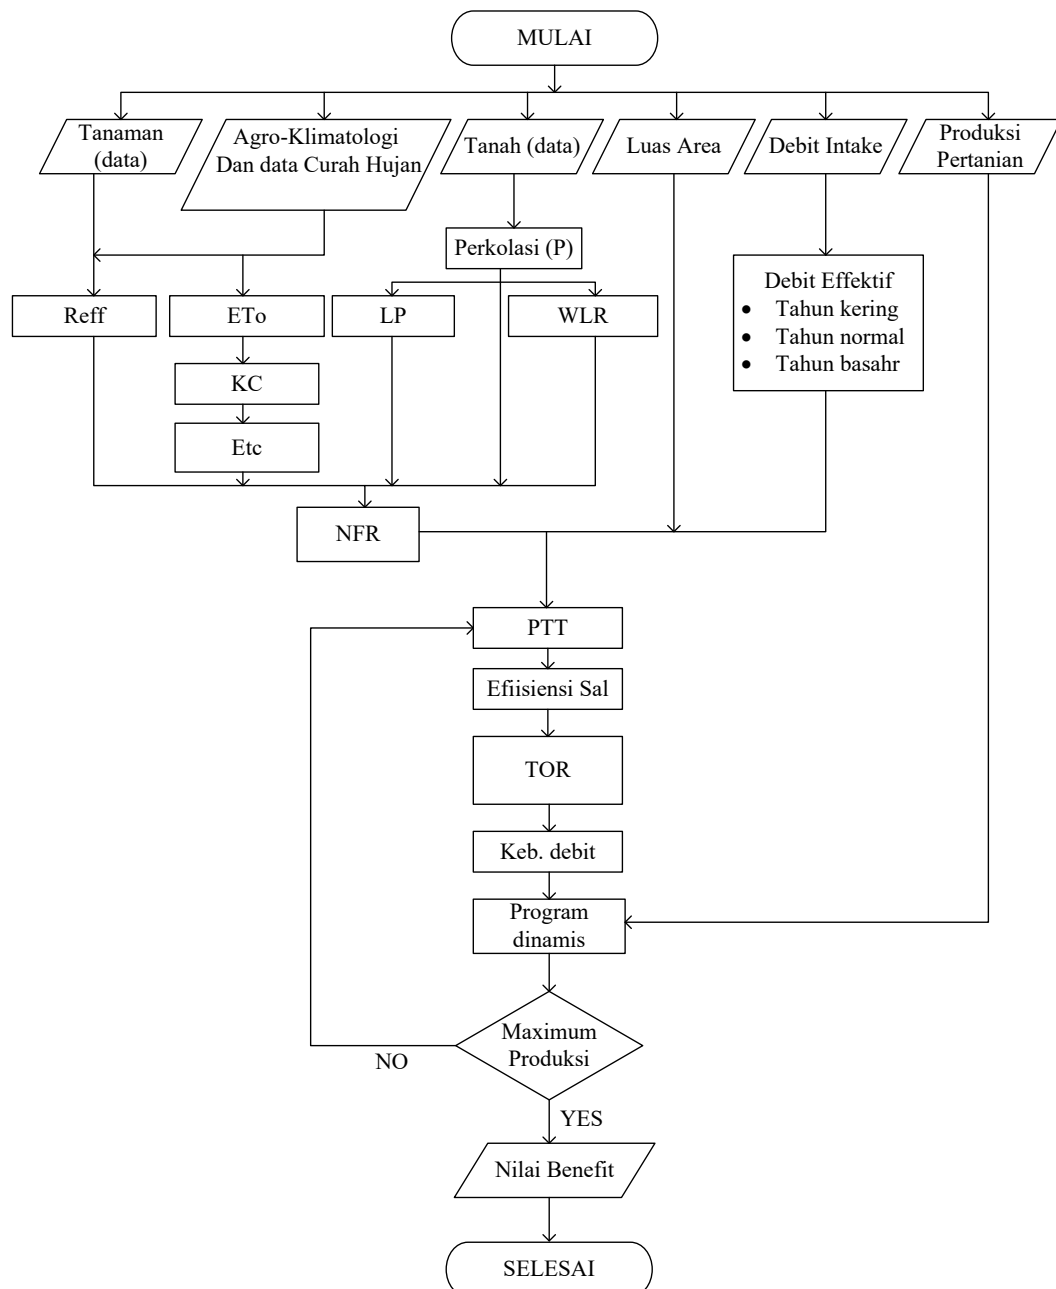 MULAI
Tanaman
(data)
Agro-Klimatologi
Dan data Curah Hujan
Tanah (data)
Luas Area
Debit Intake
Produksi
Pertanian
Perkolasi (P)
Reff
ETo
LP
WLR
Debit Effektif
• Tahun kering
• Tahun normal
• Tahun basahr
KC
Etc
NFR
PTT
Efiisiensi Sal
TOR
Keb. debit
Program
dinamis
Maximum
Produksi
NO
YES
Nilai Benefit
SELESAI